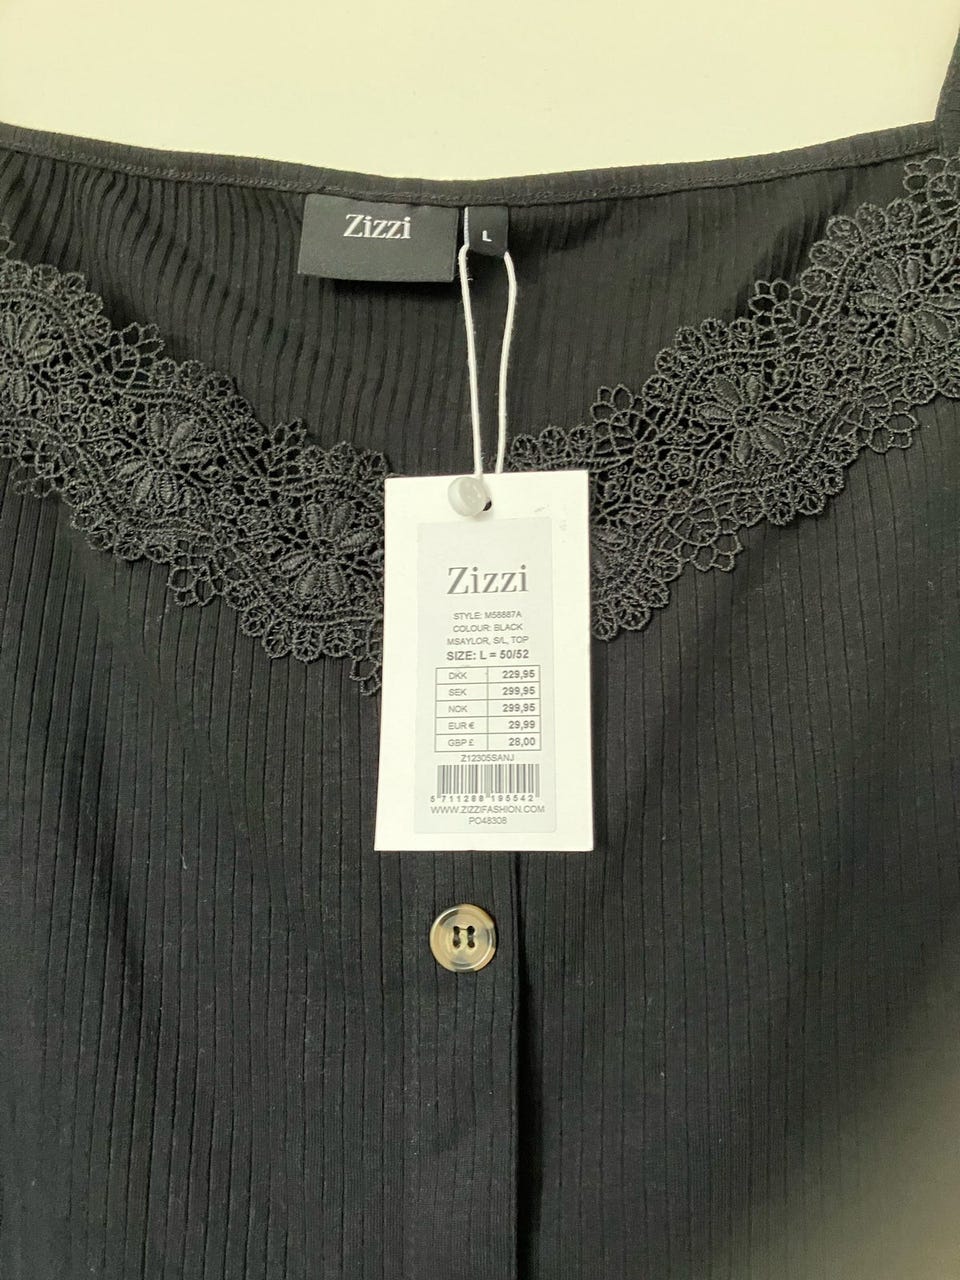 Zizzi
L
Zizzi
STYLE: M58887A
COLOUR: BLACK
MSAYLOR, S/L, TOP
SIZE: L = 50/52
DKK 229,95
SEK 299,95
NOK 299,95
EUR € 29,99
GBP £ 28,00
Z12305SANJ
5 711288 195542
WWW.ZIZZIFASHION.COM
PO48308